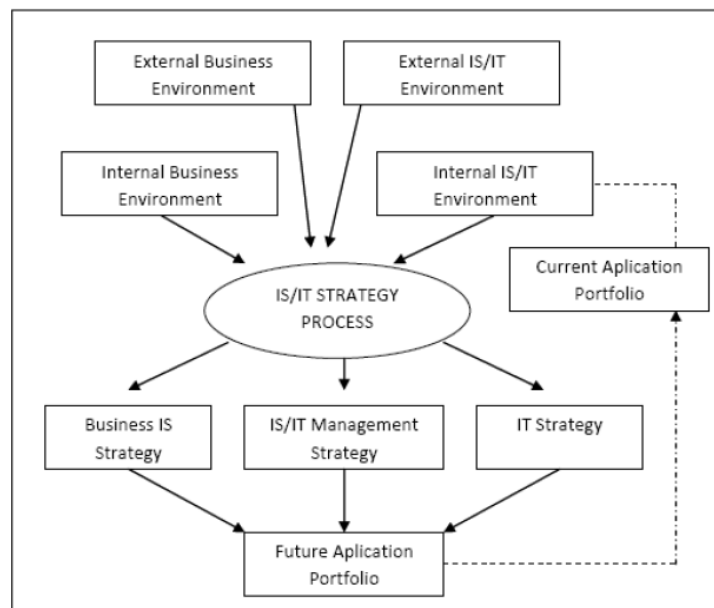 External Business
Environment
External IS/IT
Environment
Internal Business
Environment
Internal IS/IT
Environment
Current Aplication
Portfolio
IS/IT STRATEGY
PROCESS
Business IS
Strategy
IS/IT Management
Strategy
IT Strategy
Future Aplication
Portfolio